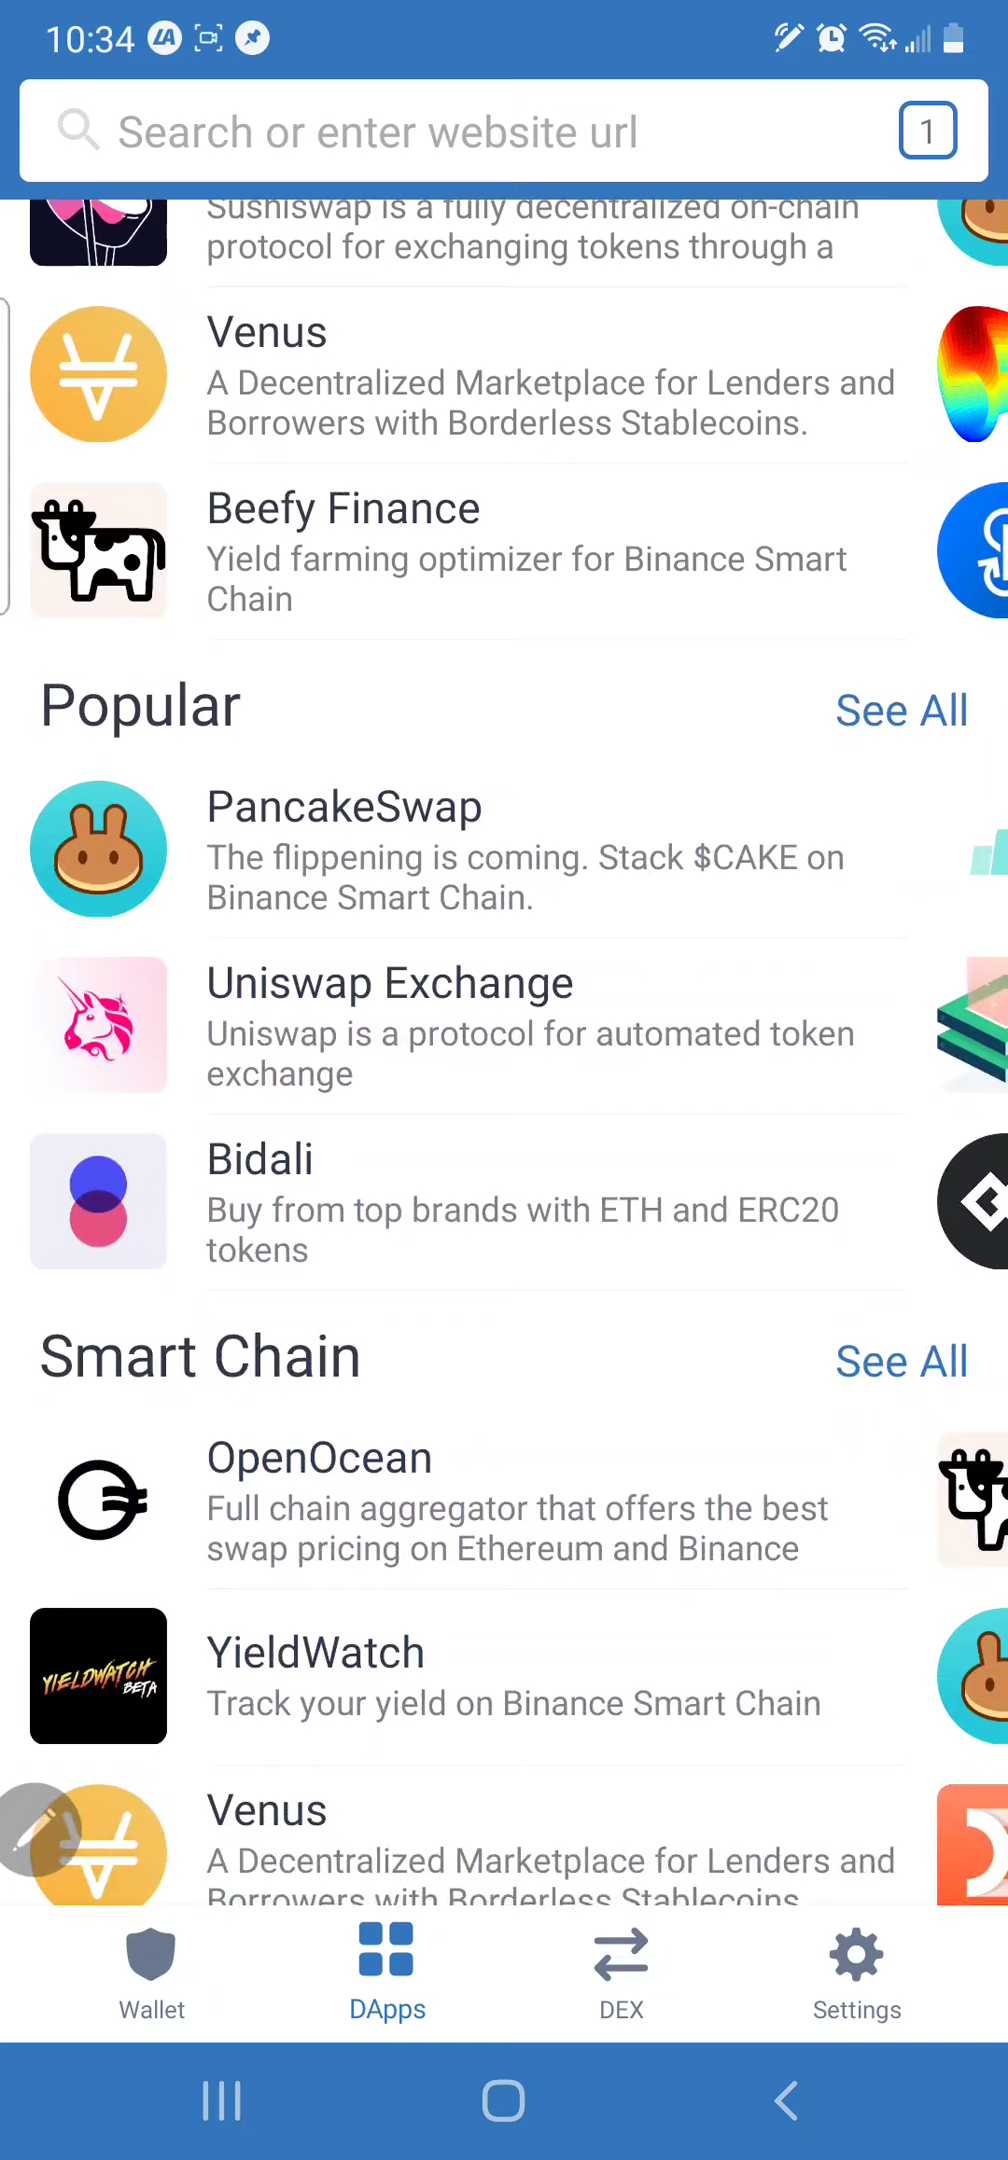 10:34
Search or enter website url
1
Sushiswap is a fully decentralized on-chain
protocol for exchanging tokens through a
Venus
A Decentralized Marketplace for Lenders and
Borrowers with Borderless Stablecoins.
Beefy Finance
Yield farming optimizer for Binance Smart
Chain
Popular
See All
PancakeSwap
The flippening is coming. Stack $CAKE on
Binance Smart Chain.
Uniswap Exchange
Uniswap is a protocol for automated token
exchange
Bidali
Buy from top brands with ETH and ERC20
tokens
Smart Chain
See All
OpenOcean
Full chain aggregator that offers the best
swap pricing on Ethereum and Binance
YIELDWATCH
BETA
YieldWatch
Track your yield on Binance Smart Chain
Venus
A Decentralized Marketplace for Lenders and
Borrowers with Borderless Stablecoins
Wallet
DApps
DEX
Settings